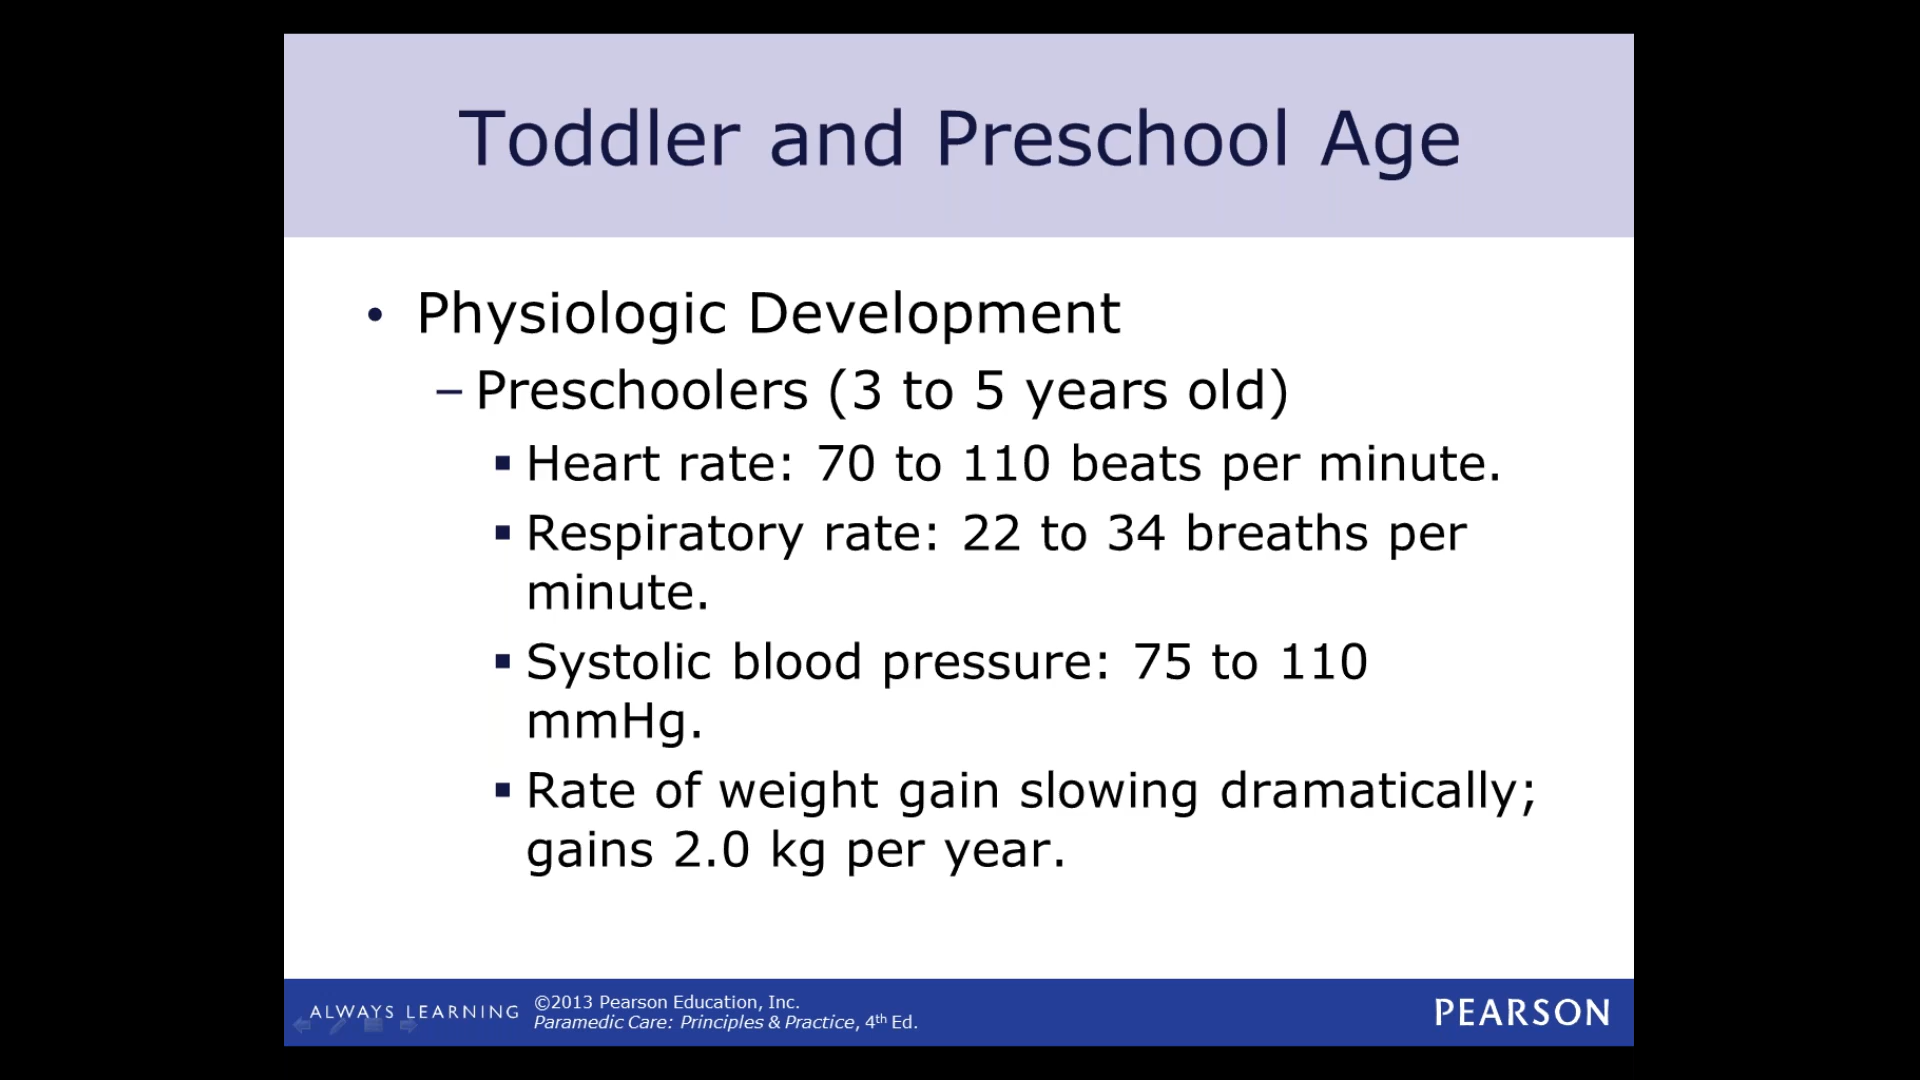 Toddler and Preschool Age
• Physiologic Development
– Preschoolers (3 to 5 years old)
▪ Heart rate: 70 to 110 beats per minute.
▪ Respiratory rate: 22 to 34 breaths per
minute.
▪ Systolic blood pressure: 75 to 110
mmHg.
▪ Rate of weight gain slowing dramatically;
gains 2.0 kg per year.
ALWAYS LEARNING
©2013 Pearson Education, Inc.
Paramedic Care: Principles & Practice, 4th Ed.
PEARSON